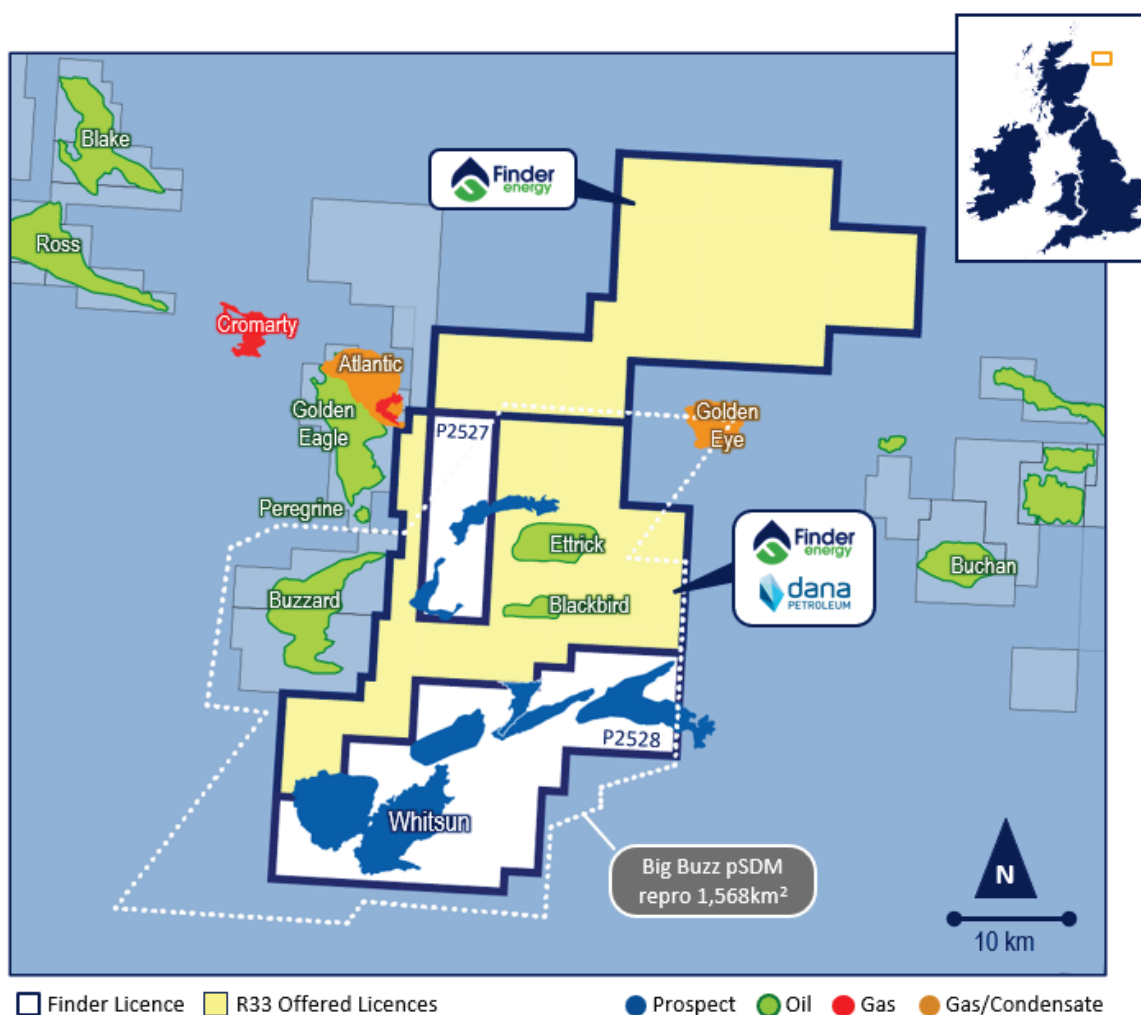 Blake
Finder
energy
Ross
Cromarty
Atlantic
Golden
Eagle
P2527
Golden
Eye
Peregrine
Ettrick
Finder
energy
dana
PETROLEUM
Buchan
Buzzard
Blackbird
P2528
Whitsun
Big Buzz pSDM
repro 1,568km²
N
10 km
Finder Licence
R33 Offered Licences
Prospect
Oil
Gas
Gas/Condensate